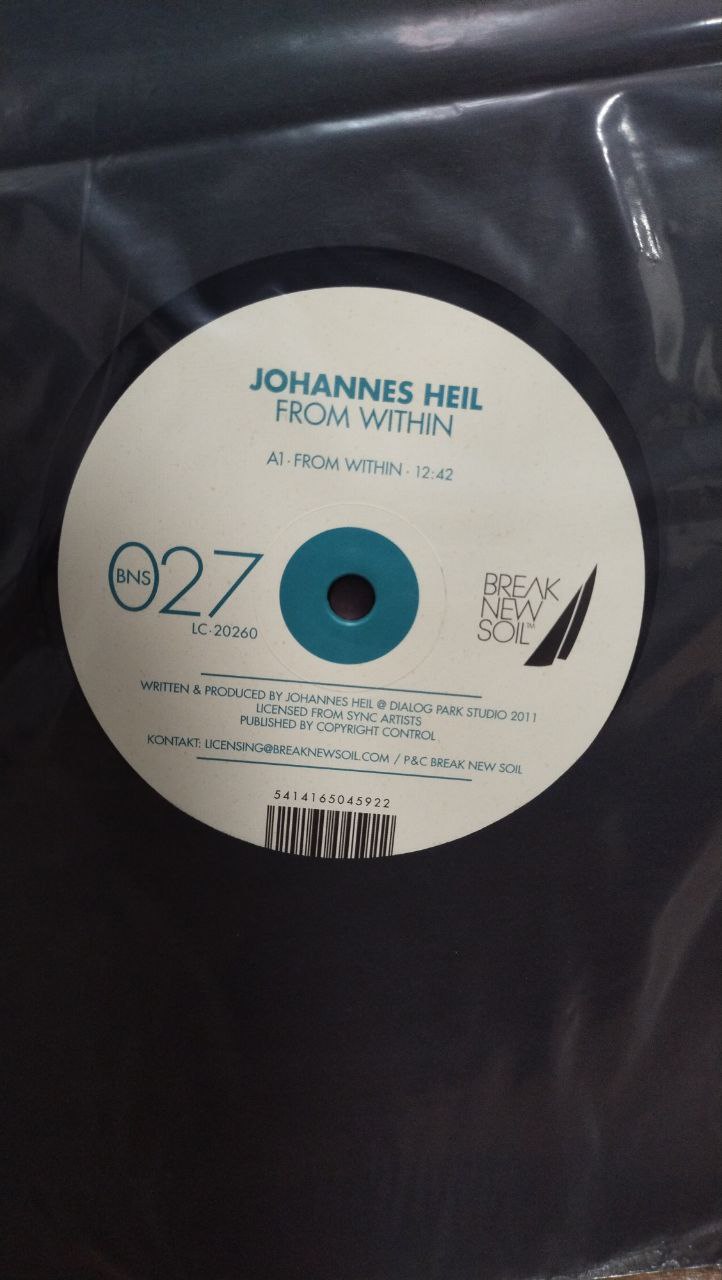 JOHANNES HEIL
FROM WITHIN
A1 · FROM WITHIN · 12:42
BNS 027
LC·20260
BREAK
NEW
SOIL™
WRITTEN & PRODUCED BY JOHANNES HEIL @ DIALOG PARK STUDIO 2011
LICENSED FROM SYNC ARTISTS
PUBLISHED BY COPYRIGHT CONTROL
KONTAKT: LICENSING@BREAKNEWSOIL.COM / P&C BREAK NEW SOIL
5414165045922